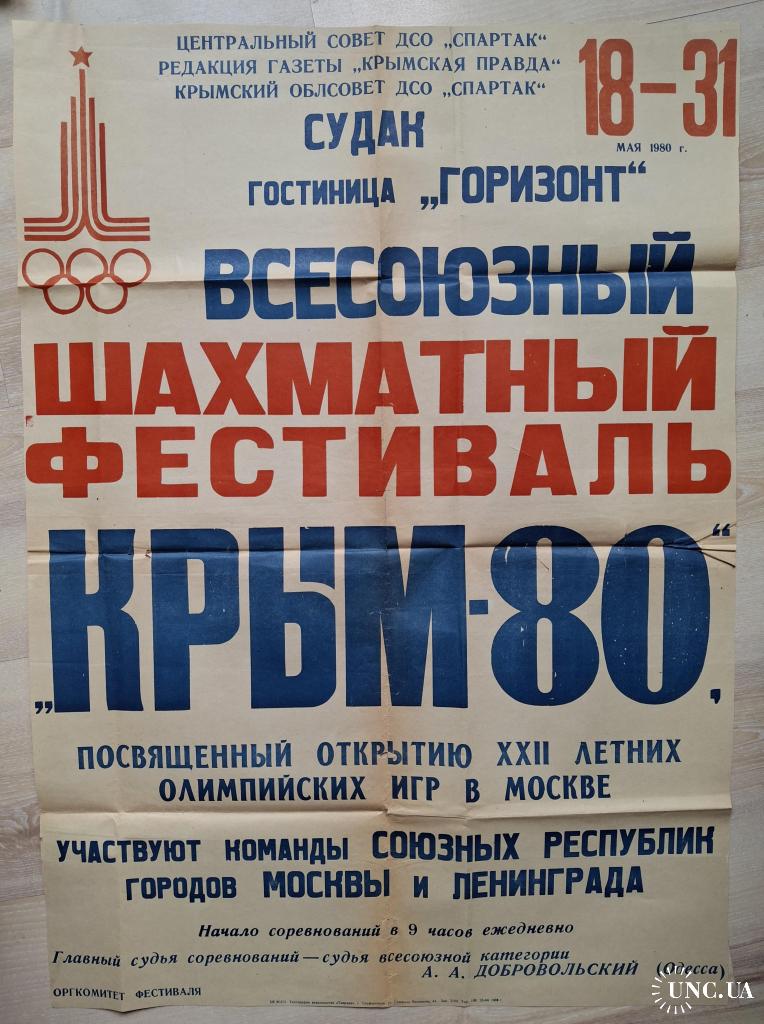 ЦЕНТРАЛЬНЫЙ СОВЕТ ДСО „СПАРТАК“
РЕДАКЦИЯ ГАЗЕТЫ „КРЫМСКАЯ ПРАВДА“
КРЫМСКИЙ ОБЛСОВЕТ ДСО „СПАРТАК“
18–31
МАЯ 1980 г.
СУДАК
ГОСТИНИЦА „ГОРИЗОНТ“
ВСЕСОЮЗНЫЙ
ШАХМАТНЫЙ
ФЕСТИВАЛЬ
„КРЫМ-80“,
ПОСВЯЩЕННЫЙ ОТКРЫТИЮ XXII ЛЕТНИХ
ОЛИМПИЙСКИХ ИГР В МОСКВЕ
УЧАСТВУЮТ КОМАНДЫ СОЮЗНЫХ РЕСПУБЛИК
ГОРОДОВ МОСКВЫ И ЛЕНИНГРАДА
Начало соревнований в 9 часов ежедневно
Главный судья соревнований — судья всесоюзной категории
А. А. ДОБРОВОЛЬСКИЙ (Одесса)
ОРГКОМИТЕТ ФЕСТИВАЛЯ
UNC.UA